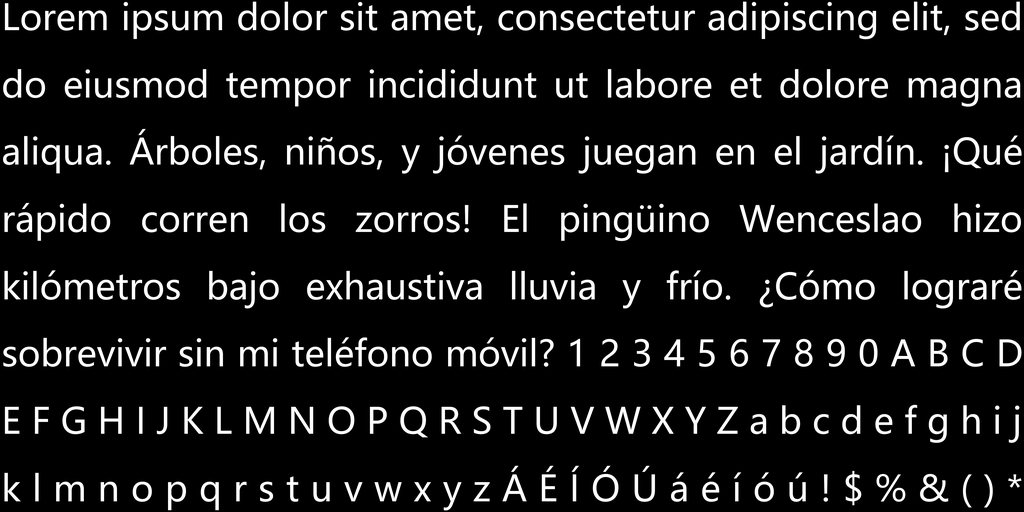 Lorem ipsum dolor sit amet, consectetur adipiscing elit, sed
do eiusmod tempor incididunt ut labore et dolore magna
aliqua. Árboles, niños, y jóvenes juegan en el jardín. ¡Qué
rápido corren los zorros! El pingüino Wenceslao hizo
kilómetros bajo exhaustiva lluvia y frío. ¿Cómo lograré
sobrevivir sin mi teléfono móvil? 1 2 3 4 5 6 7 8 9 0 A B C D
E F G H I J K L M N O P Q R S T U V W X Y Z a b c d e f g h i j
k l m n o p q r s t u v w x y z Á É Í Ó Ú á é í ó ú ! $ % & ( ) *